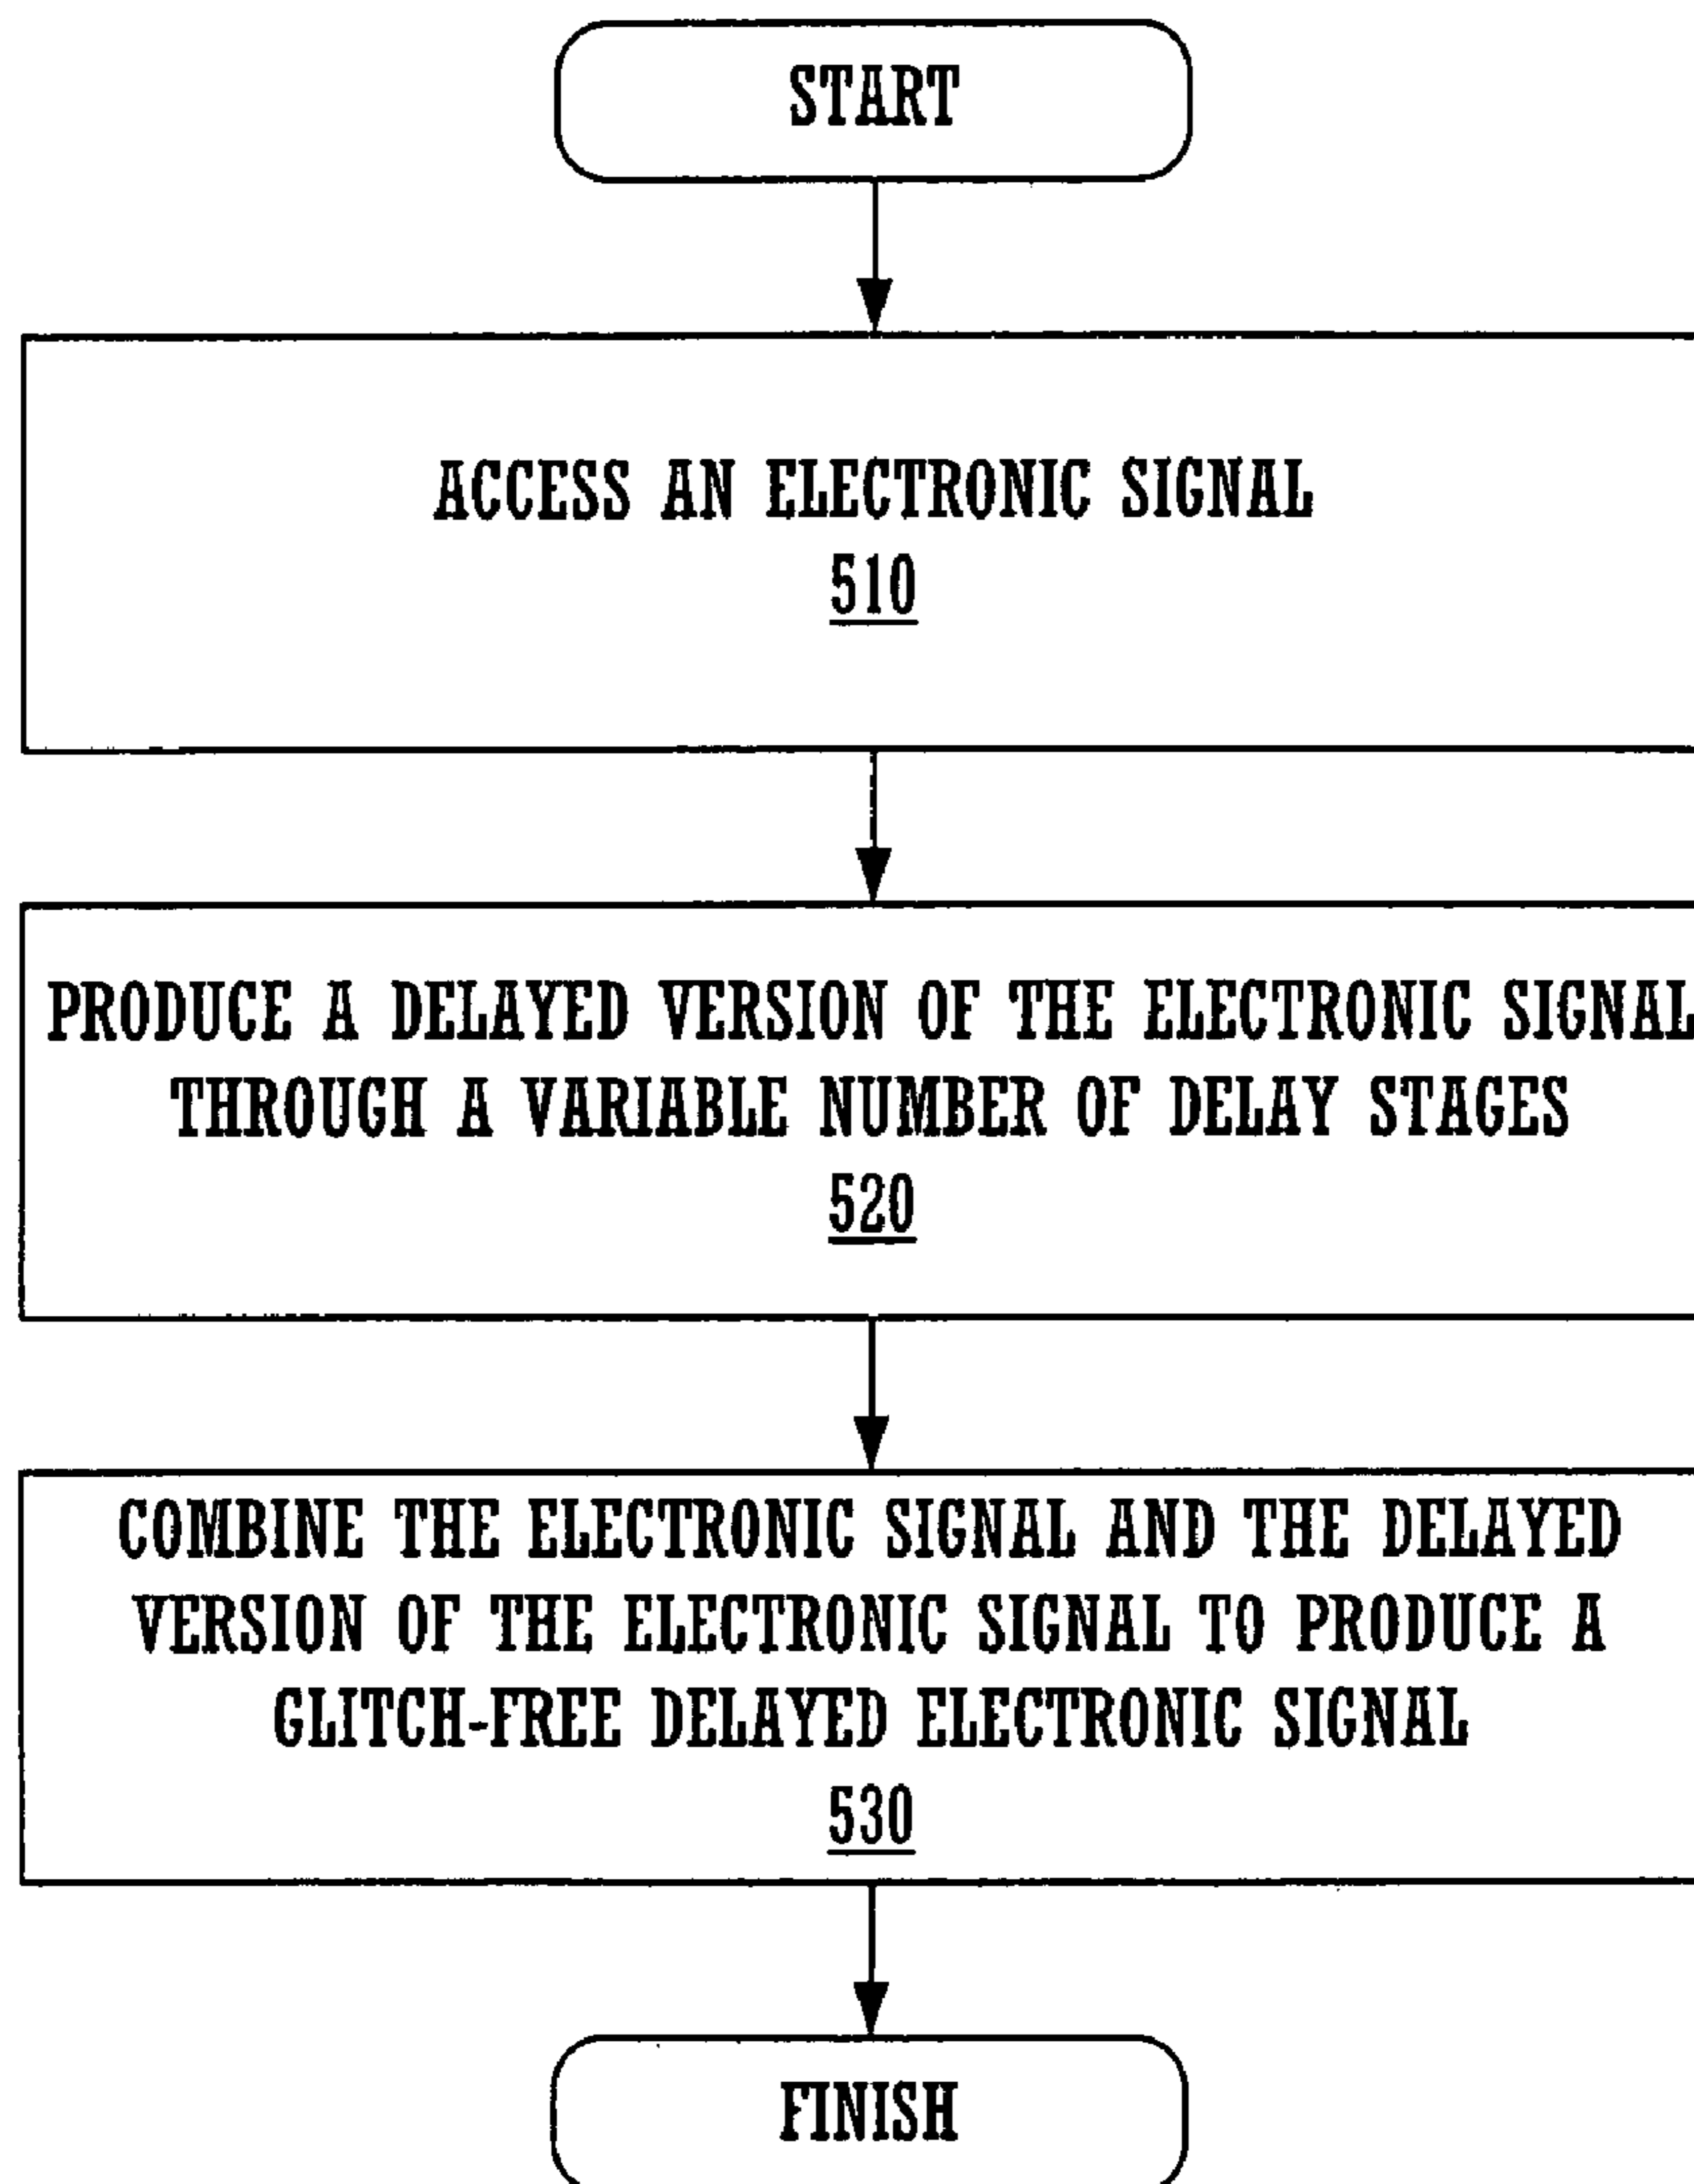 START
ACCESS AN ELECTRONIC SIGNAL
510
PRODUCE A DELAYED VERSION OF THE ELECTRONIC SIGNAL
THROUGH A VARIABLE NUMBER OF DELAY STAGES
520
COMBINE THE ELECTRONIC SIGNAL AND THE DELAYED
VERSION OF THE ELECTRONIC SIGNAL TO PRODUCE A
GLITCH-FREE DELAYED ELECTRONIC SIGNAL
530
FINISH